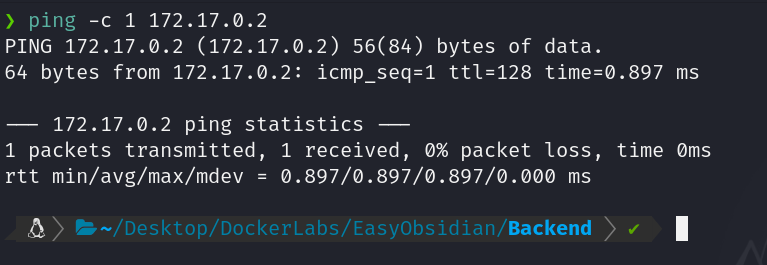 ❯ ping -c 1 172.17.0.2
PING 172.17.0.2 (172.17.0.2) 56(84) bytes of data.
64 bytes from 172.17.0.2: icmp_seq=1 ttl=128 time=0.897 ms
--- 172.17.0.2 ping statistics ---
1 packets transmitted, 1 received, 0% packet loss, time 0ms
rtt min/avg/max/mdev = 0.897/0.897/0.897/0.000 ms
~/Desktop/DockerLabs/EasyObsidian/Backend ✔